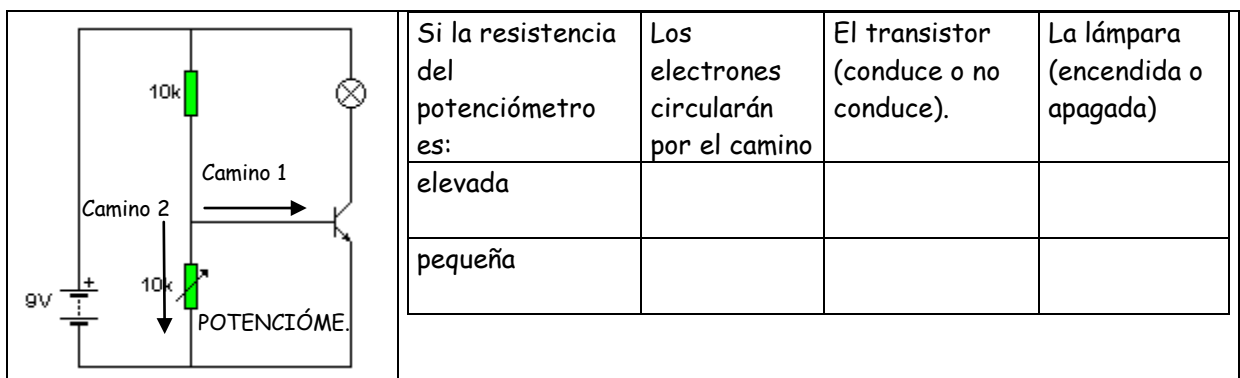 10k
Camino 1
Camino 2
10k
9V
+
POTENCIÓME.
Si la resistencia
del
potenciómetro
es:
Los
electrones
circularán
por el camino
El transistor
(conduce o no
conduce).
La lámpara
(encendida o
apagada)
elevada
pequeña